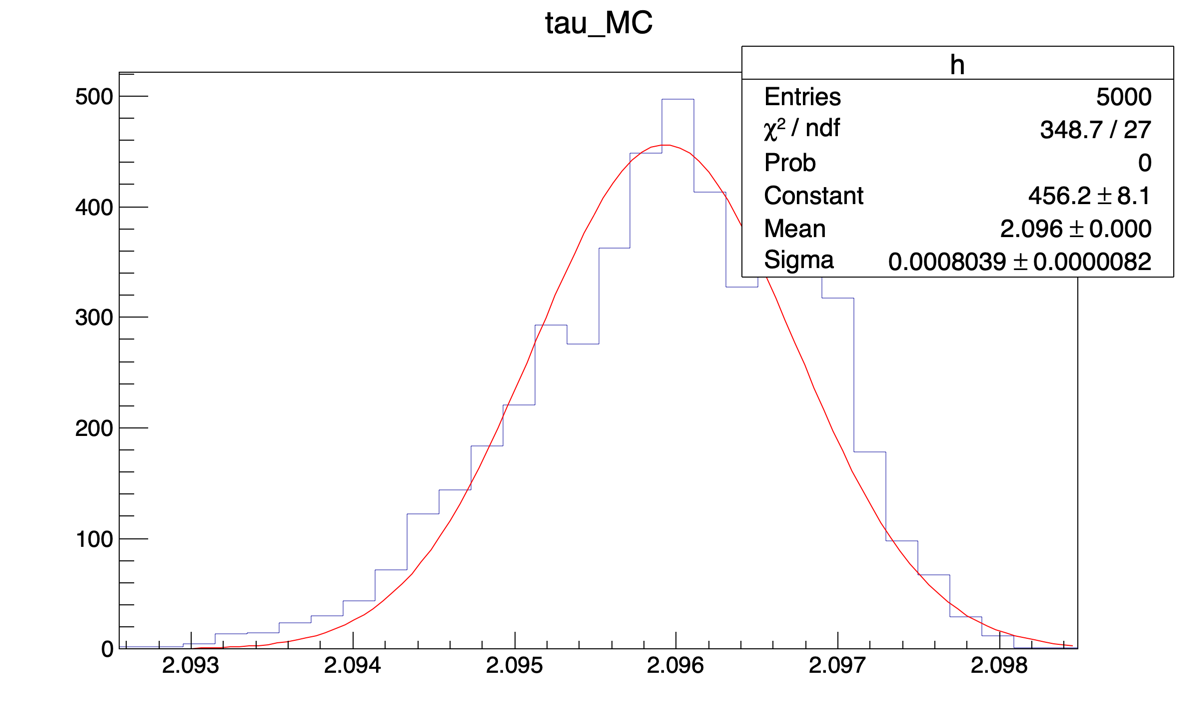 tau_MC
h
Entries 5000
χ² / ndf 348.7 / 27
Prob 0
Constant 456.2 ± 8.1
Mean 2.096 ± 0.000
Sigma 0.0008039 ± 0.0000082
500
400
300
200
100
0
2.093 2.094 2.095 2.096 2.097 2.098